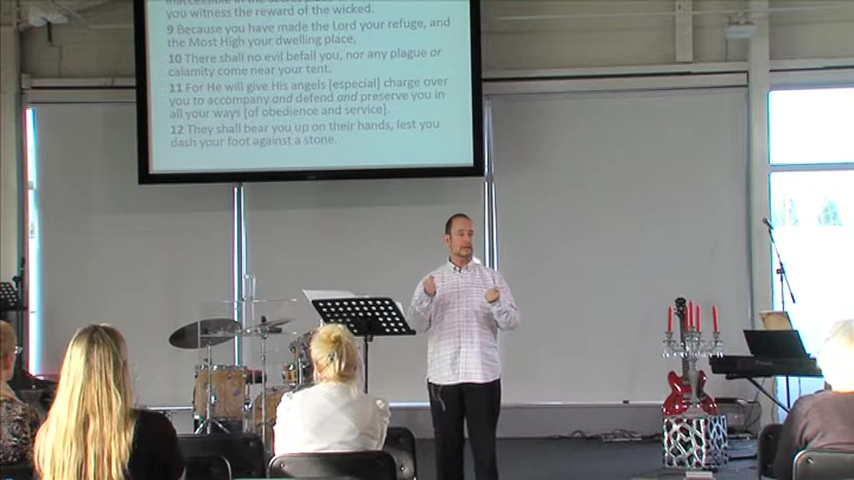 inaccessible in the secret p
you witness the reward of the wicked.
9 Because you have made the Lord your refuge, and
the Most High your dwelling place,
10 There shall no evil befall you, nor any plague or
calamity come near your tent.
11 For He will give His angels [especial] charge over
you to accompany and defend and preserve you in
all your ways [of obedience and service].
12 They shall bear you up on their hands, lest you
dash your foot against a stone.